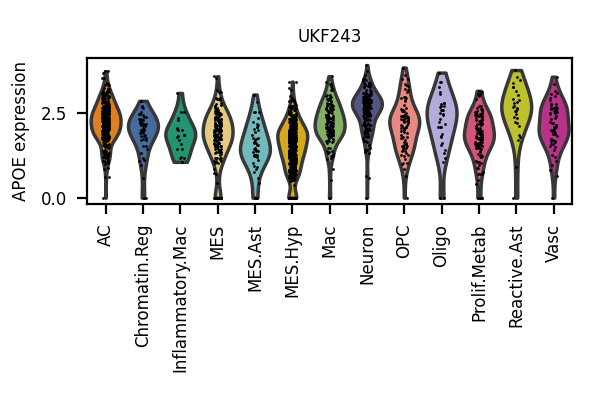 UKF243
APOE expression
2.5
0.0
AC
Chromatin.Reg
Inflammatory.Mac
MES
MES.Ast
MES.Hyp
Mac
Neuron
OPC
Oligo
Prolif.Metab
Reactive.Ast
Vasc